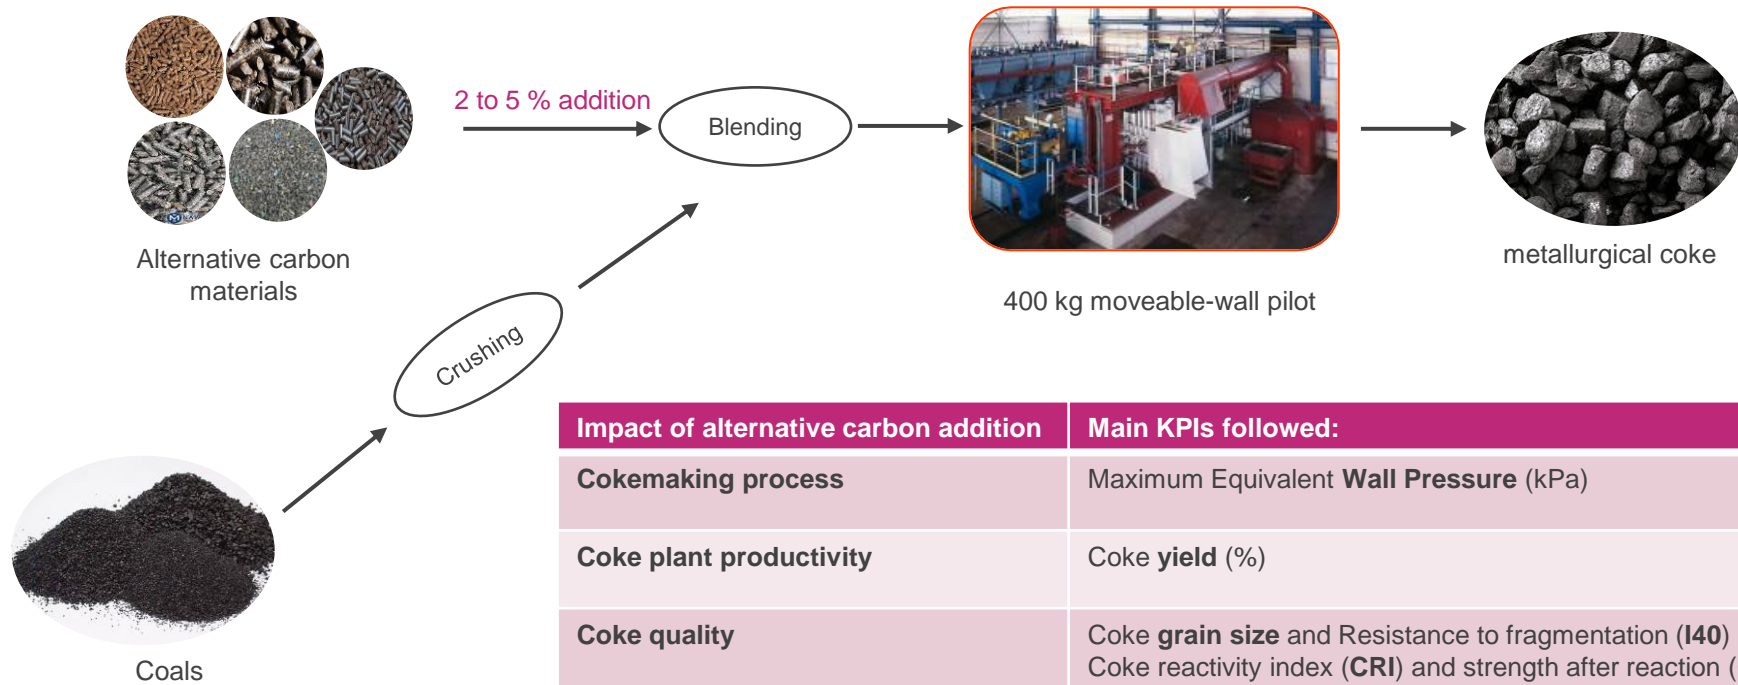 2 to 5 % addition
Blending
Alternative carbon
materials
metallurgical coke
400 kg moveable-wall pilot
Crushing
Coals
Impact of alternative carbon addition
Main KPIs followed:
Cokemaking process
Maximum Equivalent Wall Pressure (kPa)
Coke plant productivity
Coke yield (%)
Coke quality
Coke grain size and Resistance to fragmentation (I40)
Coke reactivity index (CRI) and strength after reaction (